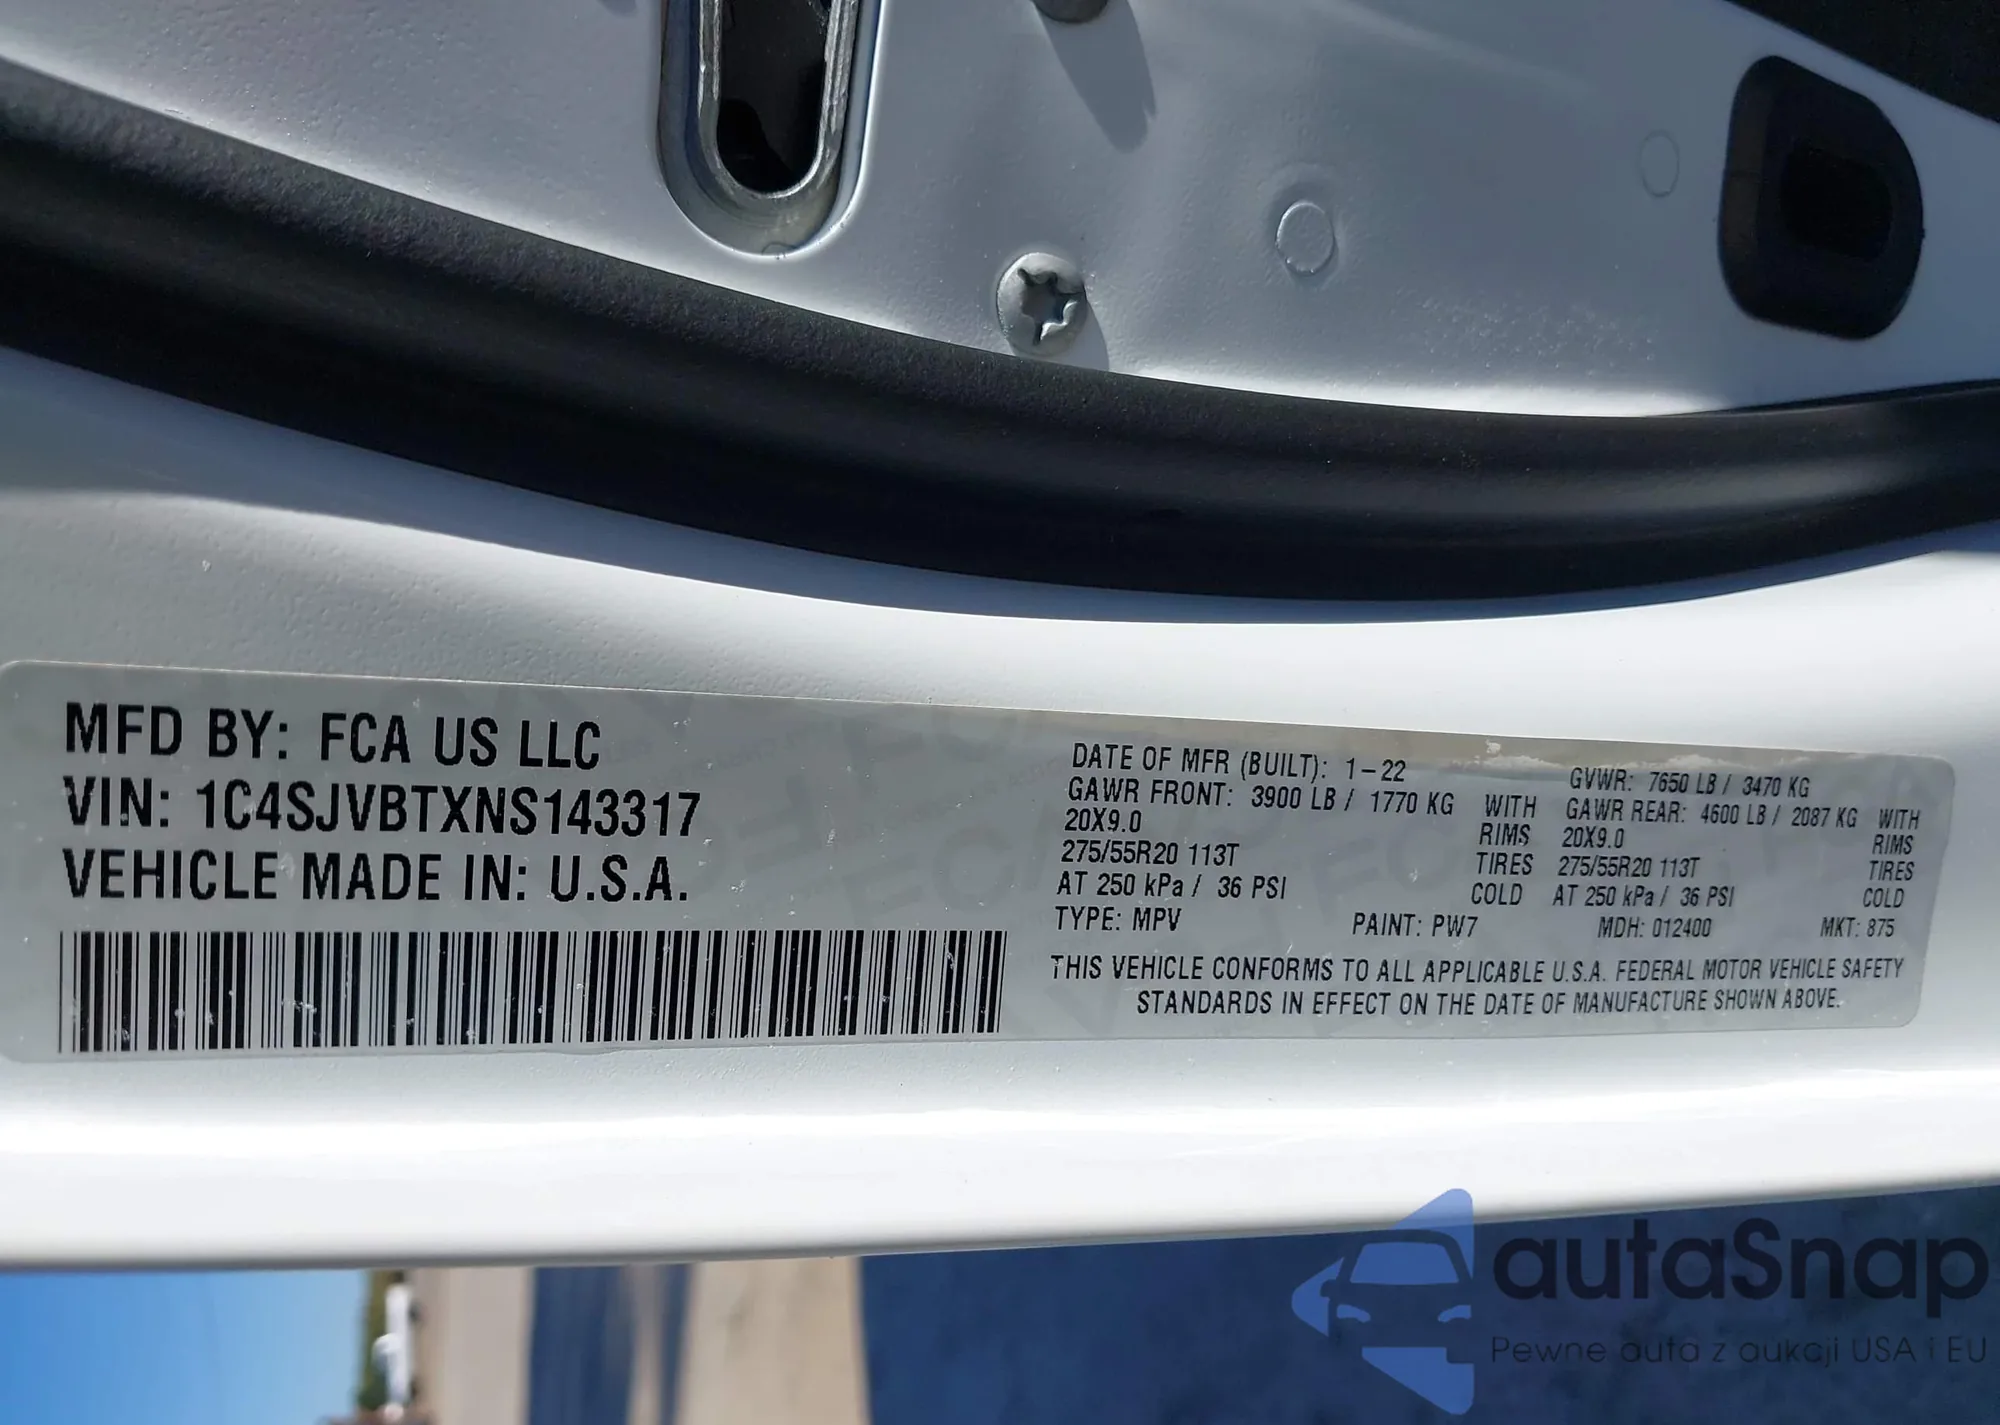 MFD BY: FCA US LLC
VIN: 1C4SJVBTXNS143317
VEHICLE MADE IN: U.S.A.
DATE OF MFR (BUILT): 1-22 GVWR: 7650 LB / 3470 KG
GAWR FRONT: 3900 LB / 1770 KG WITH GAWR REAR: 4600 LB / 2087 KG WITH
20X9.0 RIMS 20X9.0 RIMS
275/55R20 113T TIRES 275/55R20 113T TIRES
AT 250 kPa / 36 PSI COLD AT 250 kPa / 36 PSI COLD
TYPE: MPV PAINT: PW7 MDH: 012400 MKT: 875
THIS VEHICLE CONFORMS TO ALL APPLICABLE U.S.A. FEDERAL MOTOR VEHICLE SAFETY
STANDARDS IN EFFECT ON THE DATE OF MANUFACTURE SHOWN ABOVE.
autaSnap
Pewne auta z aukcji USA i EU